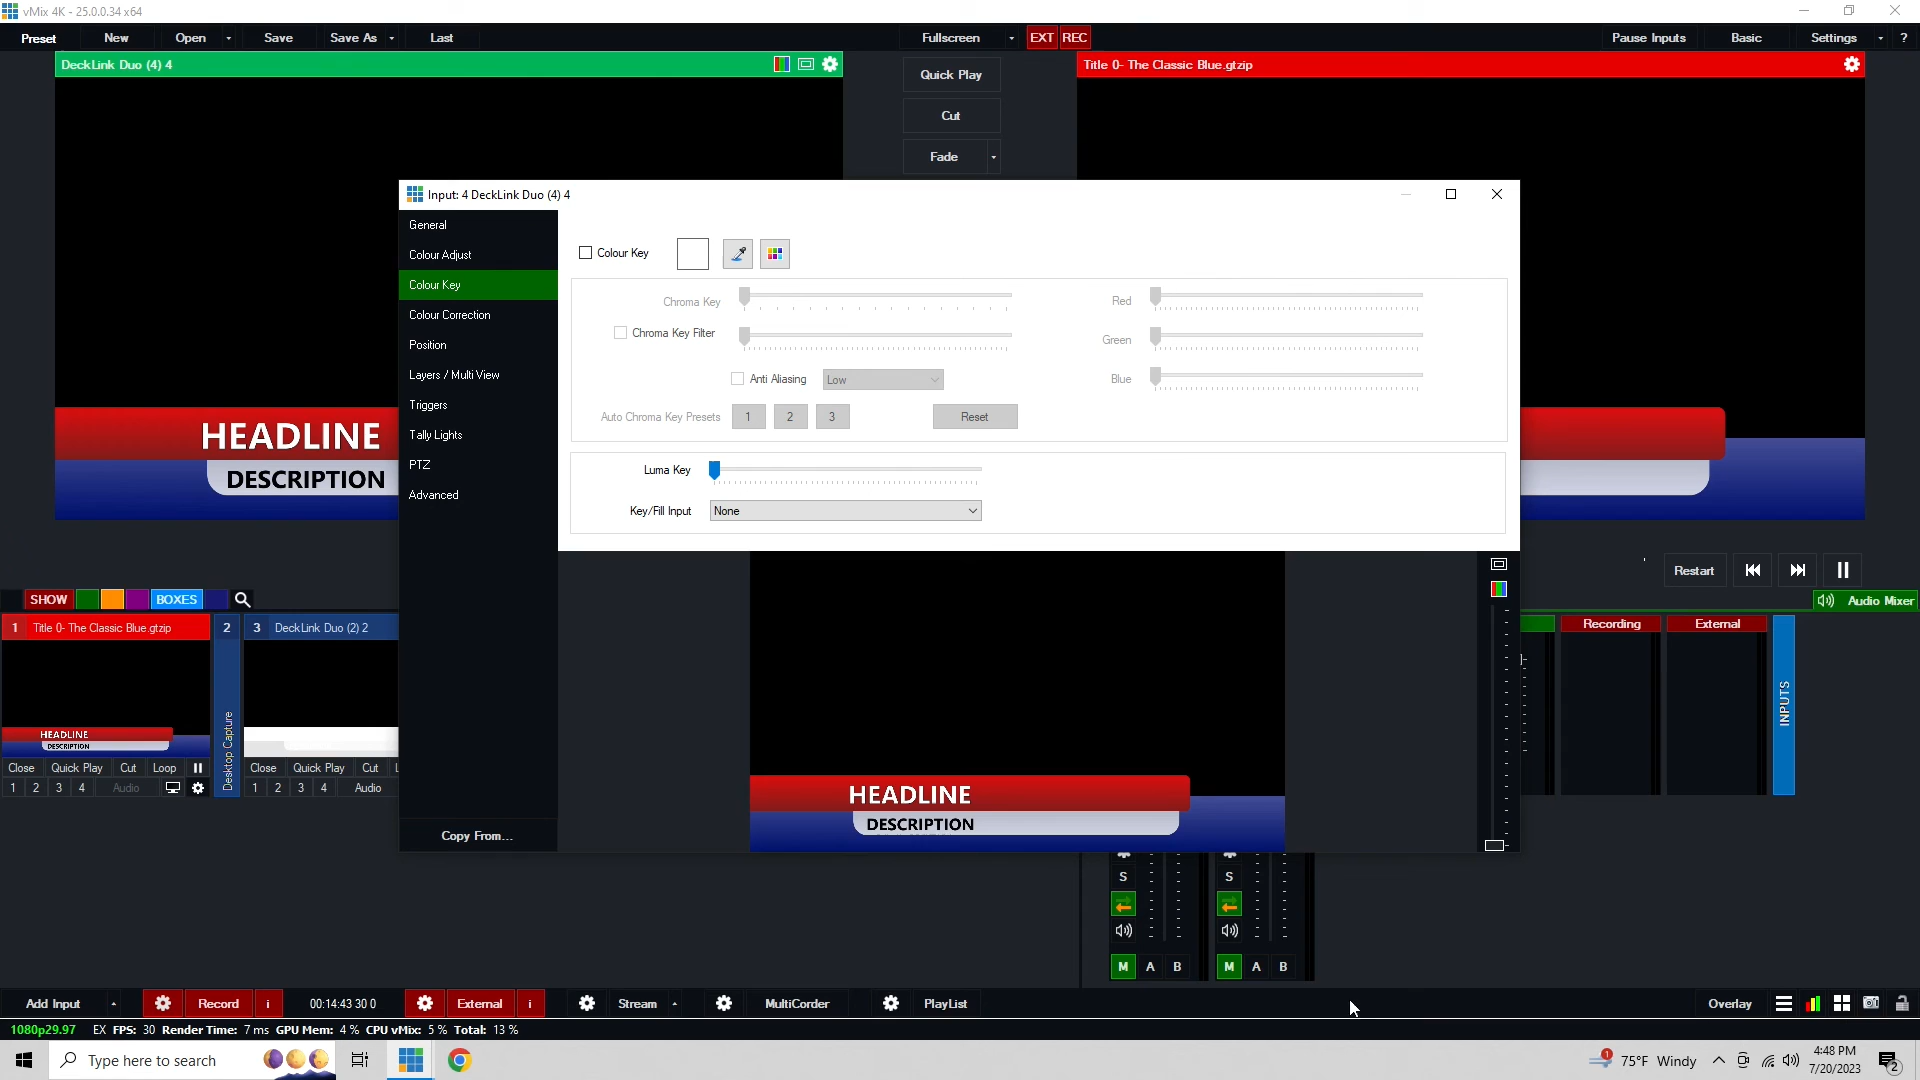 vMix 4K - 25.0.0.34 x64
Preset New Open Save Save As Last Fullscreen EXT REC Pause Inputs Basic Settings ?
DeckLink Duo (4) 4
Quick Play
Cut
Fade
Title 0- The Classic Blue.gtzip
Input: 4 DeckLink Duo (4) 4
General
Colour Adjust
Colour Key
Colour Correction
Position
Layers / Multi View
Triggers
Tally Lights
PTZ
Advanced
Copy From...
Colour Key
Chroma Key
Chroma Key Filter
Anti Aliasing Low
Auto Chroma Key Presets 1 2 3 Reset
Red
Green
Blue
Luma Key
Key/Fill Input None
HEADLINE
DESCRIPTION
HEADLINE
DESCRIPTION
Restart
SHOW BOXES
Audio Mixer
1 Title 0- The Classic Blue.gtzip 2 3 DeckLink Duo (2) 2
Desktop Capture
HEADLINE
DESCRIPTION
Close Quick Play Cut Loop Close Quick Play Cut L
1 2 3 4 Audio 1 2 3 4 Audio
Recording External
INPUTS
S S
M A B M A B
Add Input Record i 00:14:43 30 0 External i Stream MultiCorder PlayList Overlay
1080p29.97 EX FPS: 30 Render Time: 7 ms GPU Mem: 4 % CPU vMix: 5 % Total: 13 %
Type here to search
1 75°F Windy
4:48 PM
7/20/2023
2